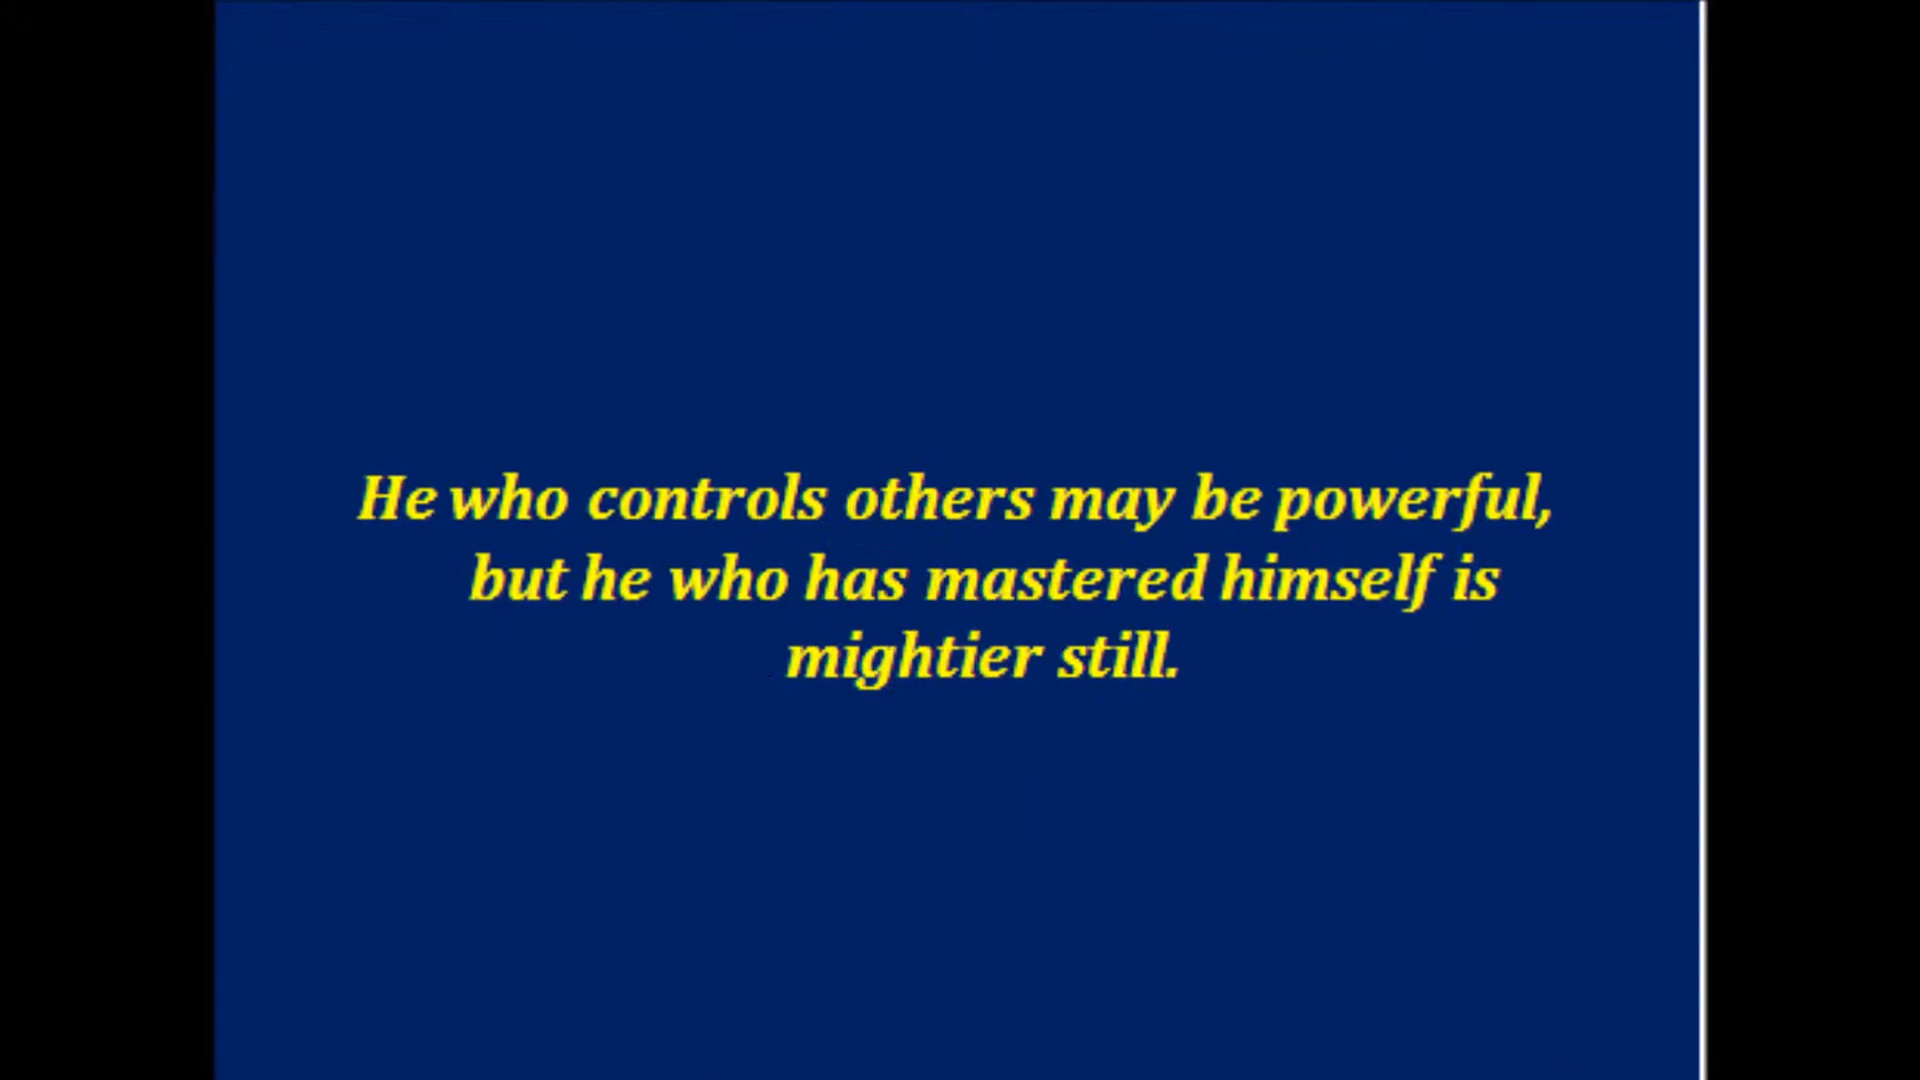 He who controls others may be powerful,
but he who has mastered himself is
mightier still.